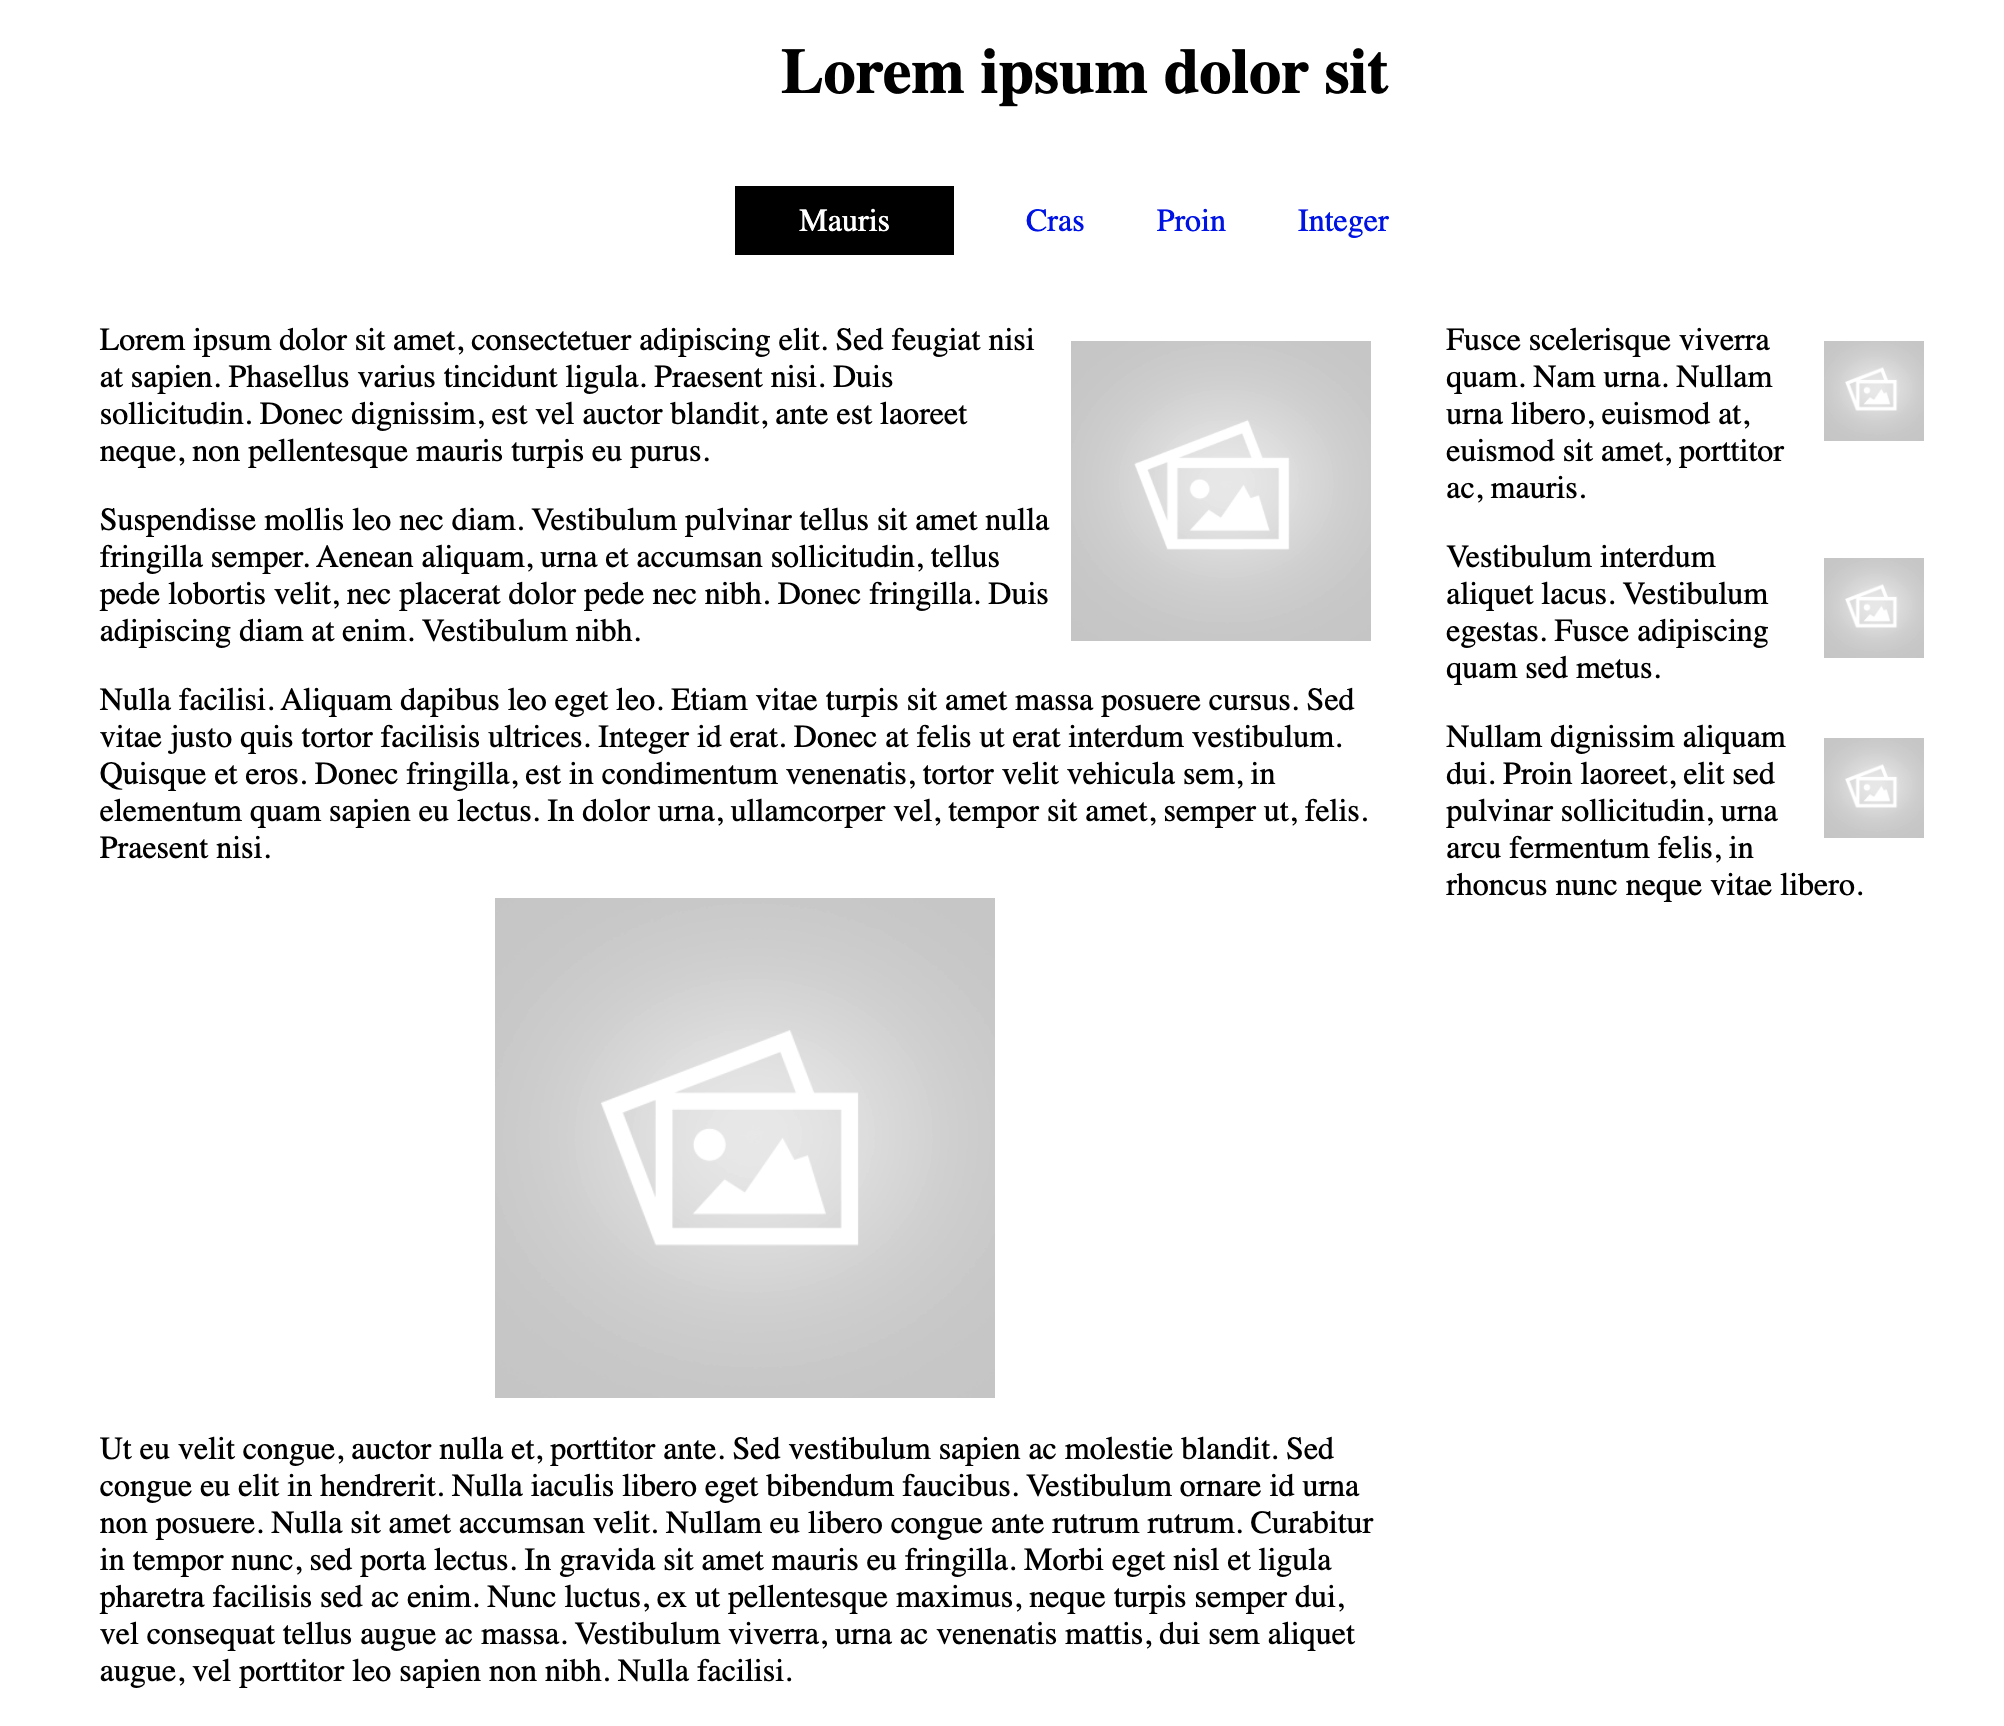 Lorem ipsum dolor sit
Mauris
Cras
Proin
Integer
Lorem ipsum dolor sit amet, consectetuer adipiscing elit. Sed feugiat nisi
at sapien. Phasellus varius tincidunt ligula. Praesent nisi. Duis
sollicitudin. Donec dignissim, est vel auctor blandit, ante est laoreet
neque, non pellentesque mauris turpis eu purus.
Suspendisse mollis leo nec diam. Vestibulum pulvinar tellus sit amet nulla
fringilla semper. Aenean aliquam, urna et accumsan sollicitudin, tellus
pede lobortis velit, nec placerat dolor pede nec nibh. Donec fringilla. Duis
adipiscing diam at enim. Vestibulum nibh.
Nulla facilisi. Aliquam dapibus leo eget leo. Etiam vitae turpis sit amet massa posuere cursus. Sed
vitae justo quis tortor facilisis ultrices. Integer id erat. Donec at felis ut erat interdum vestibulum.
Quisque et eros. Donec fringilla, est in condimentum venenatis, tortor velit vehicula sem, in
elementum quam sapien eu lectus. In dolor urna, ullamcorper vel, tempor sit amet, semper ut, felis.
Praesent nisi.
Ut eu velit congue, auctor nulla et, porttitor ante. Sed vestibulum sapien ac molestie blandit. Sed
congue eu elit in hendrerit. Nulla iaculis libero eget bibendum faucibus. Vestibulum ornare id urna
non posuere. Nulla sit amet accumsan velit. Nullam eu libero congue ante rutrum rutrum. Curabitur
in tempor nunc, sed porta lectus. In gravida sit amet mauris eu fringilla. Morbi eget nisl et ligula
pharetra facilisis sed ac enim. Nunc luctus, ex ut pellentesque maximus, neque turpis semper dui,
vel consequat tellus augue ac massa. Vestibulum viverra, urna ac venenatis mattis, dui sem aliquet
augue, vel porttitor leo sapien non nibh. Nulla facilisi.
Fusce scelerisque viverra
quam. Nam urna. Nullam
urna libero, euismod at,
euismod sit amet, porttitor
ac, mauris.
Vestibulum interdum
aliquet lacus. Vestibulum
egestas. Fusce adipiscing
quam sed metus.
Nullam dignissim aliquam
dui. Proin laoreet, elit sed
pulvinar sollicitudin, urna
arcu fermentum felis, in
rhoncus nunc neque vitae libero.